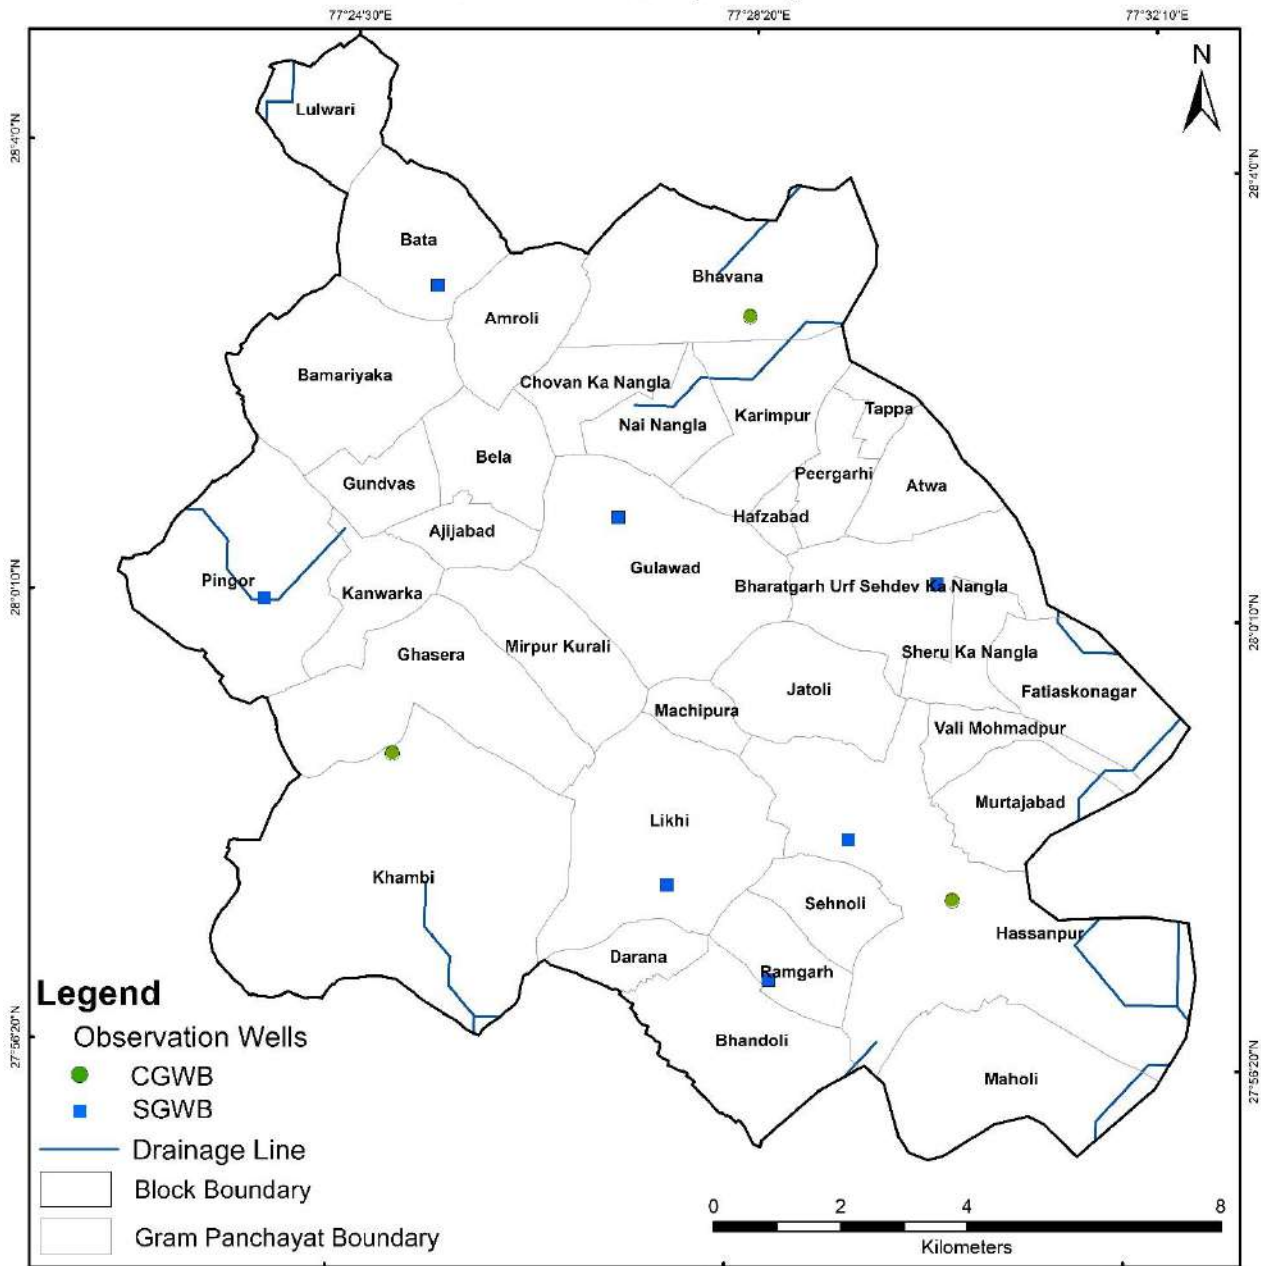 77°24'30"E
77°28'20"E
77°32'10"E
N
28°4'0"N
28°4'0"N
Lulwari
Bata
Bhavana
Amroli
Bamariyaka
Chovan Ka Nangla
Tappa
Karimpur
Nai Nangla
Bela
Peergarhi
Gundvas
Atwa
Hafzabad
Ajijabad
Gulawad
Pingor
Bharatgarh Urf Sehdev Ka Nangla
Kanwarka
28°0'10"N
28°0'10"N
Mirpur Kurali
Sheru Ka Nangla
Ghasera
Jatoli
Fatiaskonagar
Machipura
Vali Mohmadpur
Murtajabad
Likhi
Khambi
Sehnoli
Hassanpur
Darana
Ramgarh
Bhandoli
Maholi
27°56'20"N
27°56'20"N
Legend
Observation Wells
CGWB
SGWB
Drainage Line
Block Boundary
Gram Panchayat Boundary
0 2 4 8
Kilometers